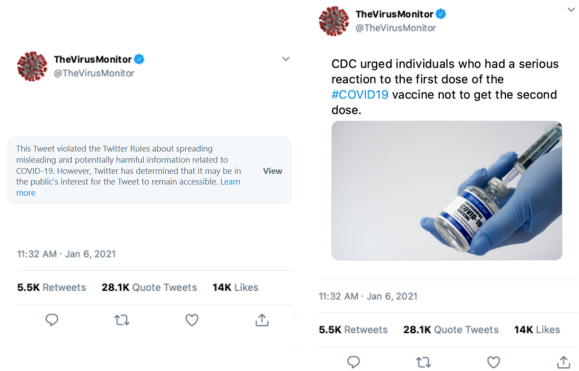 TheVirusMonitor
@TheVirusMonitor
This Tweet violated the Twitter Rules about spreading
misleading and potentially harmful information related to
COVID-19. However, Twitter has determined that it may be in
the public's interest for the Tweet to remain accessible. Learn
more
View
11:32 AM · Jan 6, 2021
5.5K Retweets 28.1K Quote Tweets 14K Likes
TheVirusMonitor
@TheVirusMonitor
CDC urged individuals who had a serious
reaction to the first dose of the
#COVID19 vaccine not to get the second
dose.
COVID-19
11:32 AM · Jan 6, 2021
5.5K Retweets 28.1K Quote Tweets 14K Likes